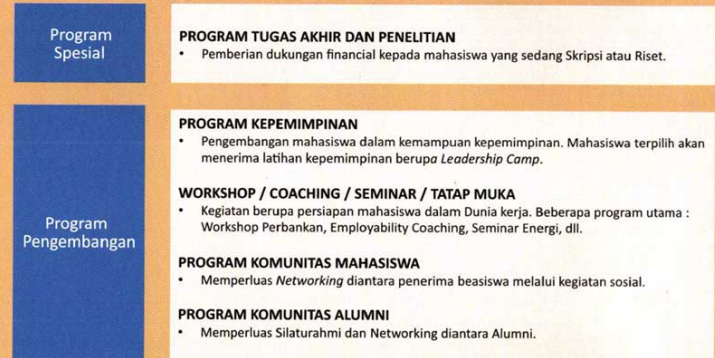 Program
Spesial
PROGRAM TUGAS AKHIR DAN PENELITIAN
• Pemberian dukungan financial kepada mahasiswa yang sedang Skripsi atau Riset.
Program
Pengembangan
PROGRAM KEPEMIMPINAN
• Pengembangan mahasiswa dalam kemampuan kepemimpinan. Mahasiswa terpilih akan
menerima latihan kepemimpinan berupa Leadership Camp.
WORKSHOP / COACHING / SEMINAR / TATAP MUKA
• Kegiatan berupa persiapan mahasiswa dalam Dunia kerja. Beberapa program utama :
Workshop Perbankan, Employability Coaching, Seminar Energi, dll.
PROGRAM KOMUNITAS MAHASISWA
• Memperluas Networking diantara penerima beasiswa melalui kegiatan sosial.
PROGRAM KOMUNITAS ALUMNI
• Memperluas Silaturahmi dan Networking diantara Alumni.